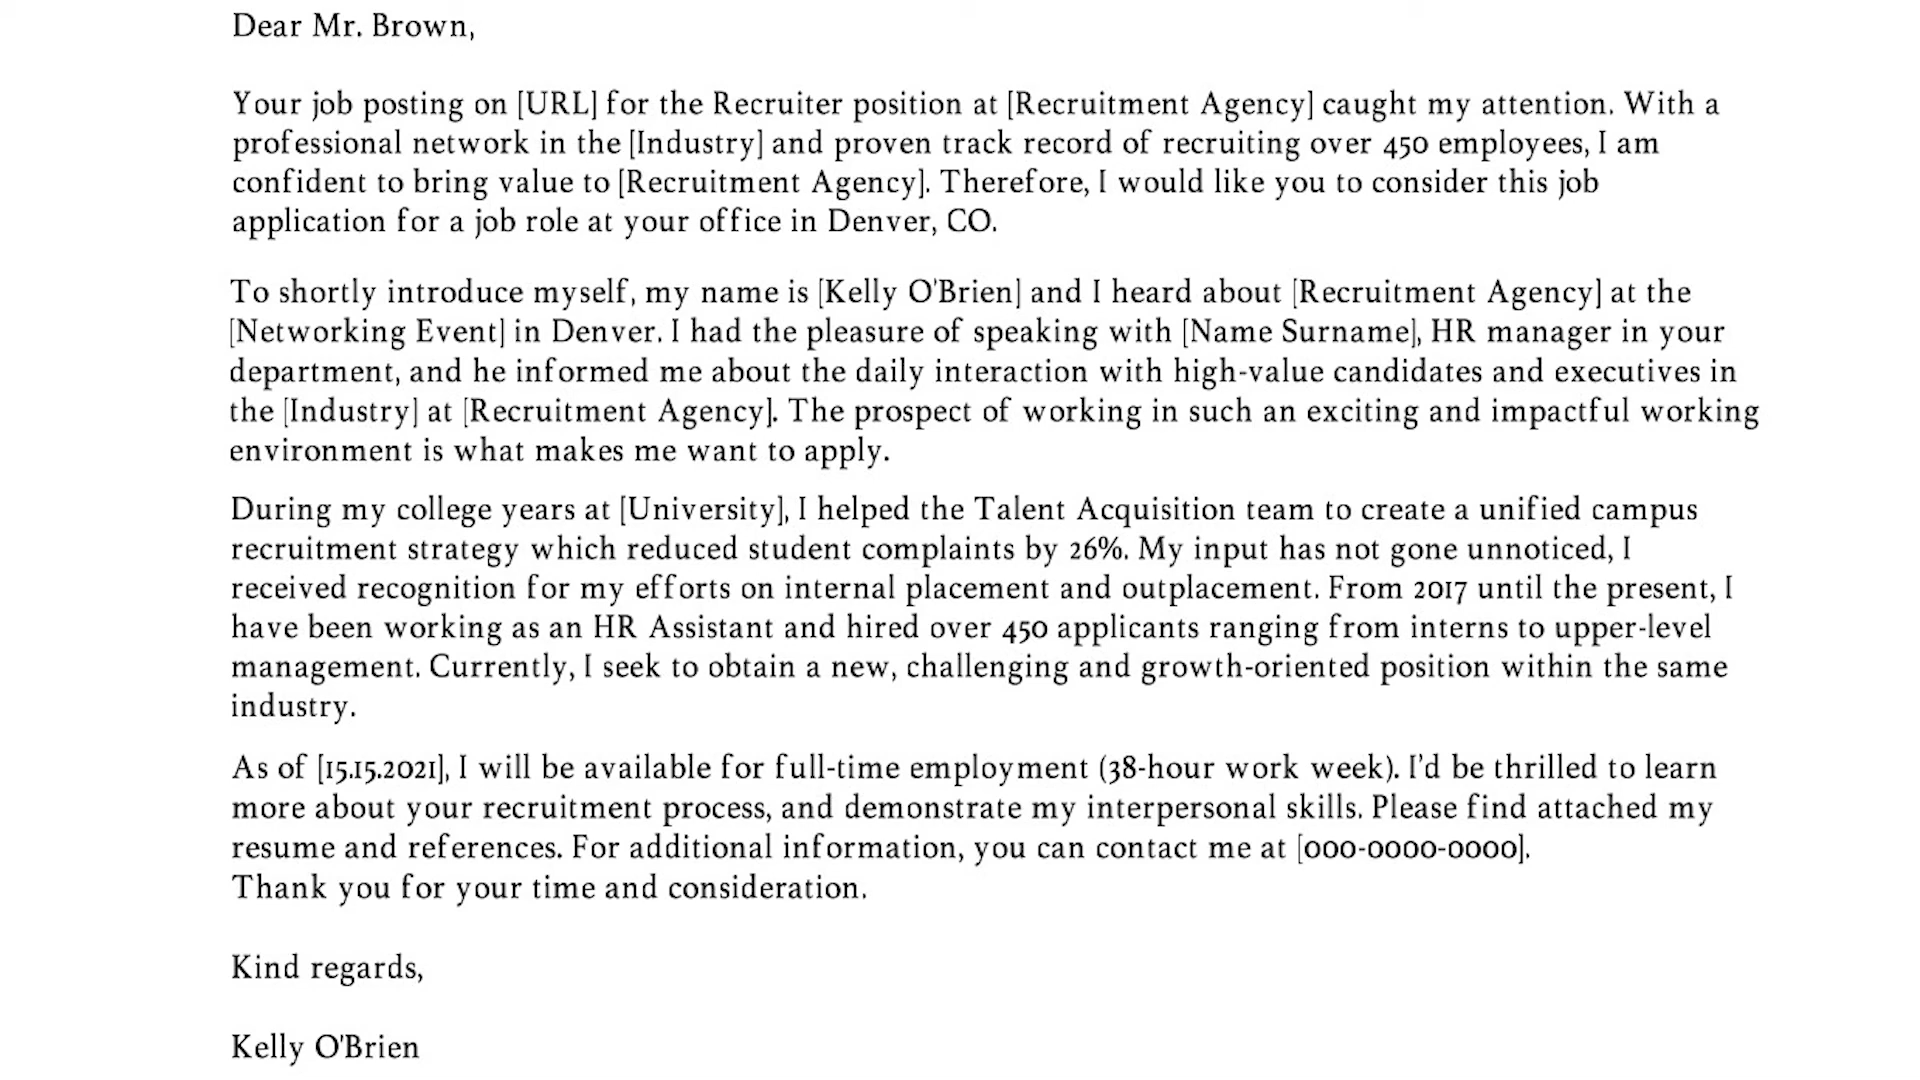 Dear Mr. Brown,
Your job posting on [URL] for the Recruiter position at [Recruitment Agency] caught my attention. With a
professional network in the [Industry] and proven track record of recruiting over 450 employees, I am
confident to bring value to [Recruitment Agency]. Therefore, I would like you to consider this job
application for a job role at your office in Denver, CO.
To shortly introduce myself, my name is [Kelly O'Brien] and I heard about [Recruitment Agency] at the
[Networking Event] in Denver. I had the pleasure of speaking with [Name Surname], HR manager in your
department, and he informed me about the daily interaction with high-value candidates and executives in
the [Industry] at [Recruitment Agency]. The prospect of working in such an exciting and impactful working
environment is what makes me want to apply.
During my college years at [University], I helped the Talent Acquisition team to create a unified campus
recruitment strategy which reduced student complaints by 26%. My input has not gone unnoticed, I
received recognition for my efforts on internal placement and outplacement. From 2017 until the present, I
have been working as an HR Assistant and hired over 450 applicants ranging from interns to upper-level
management. Currently, I seek to obtain a new, challenging and growth-oriented position within the same
industry.
As of [15.15.2021], I will be available for full-time employment (38-hour work week). I'd be thrilled to learn
more about your recruitment process, and demonstrate my interpersonal skills. Please find attached my
resume and references. For additional information, you can contact me at [000-0000-0000].
Thank you for your time and consideration.
Kind regards,
Kelly O'Brien